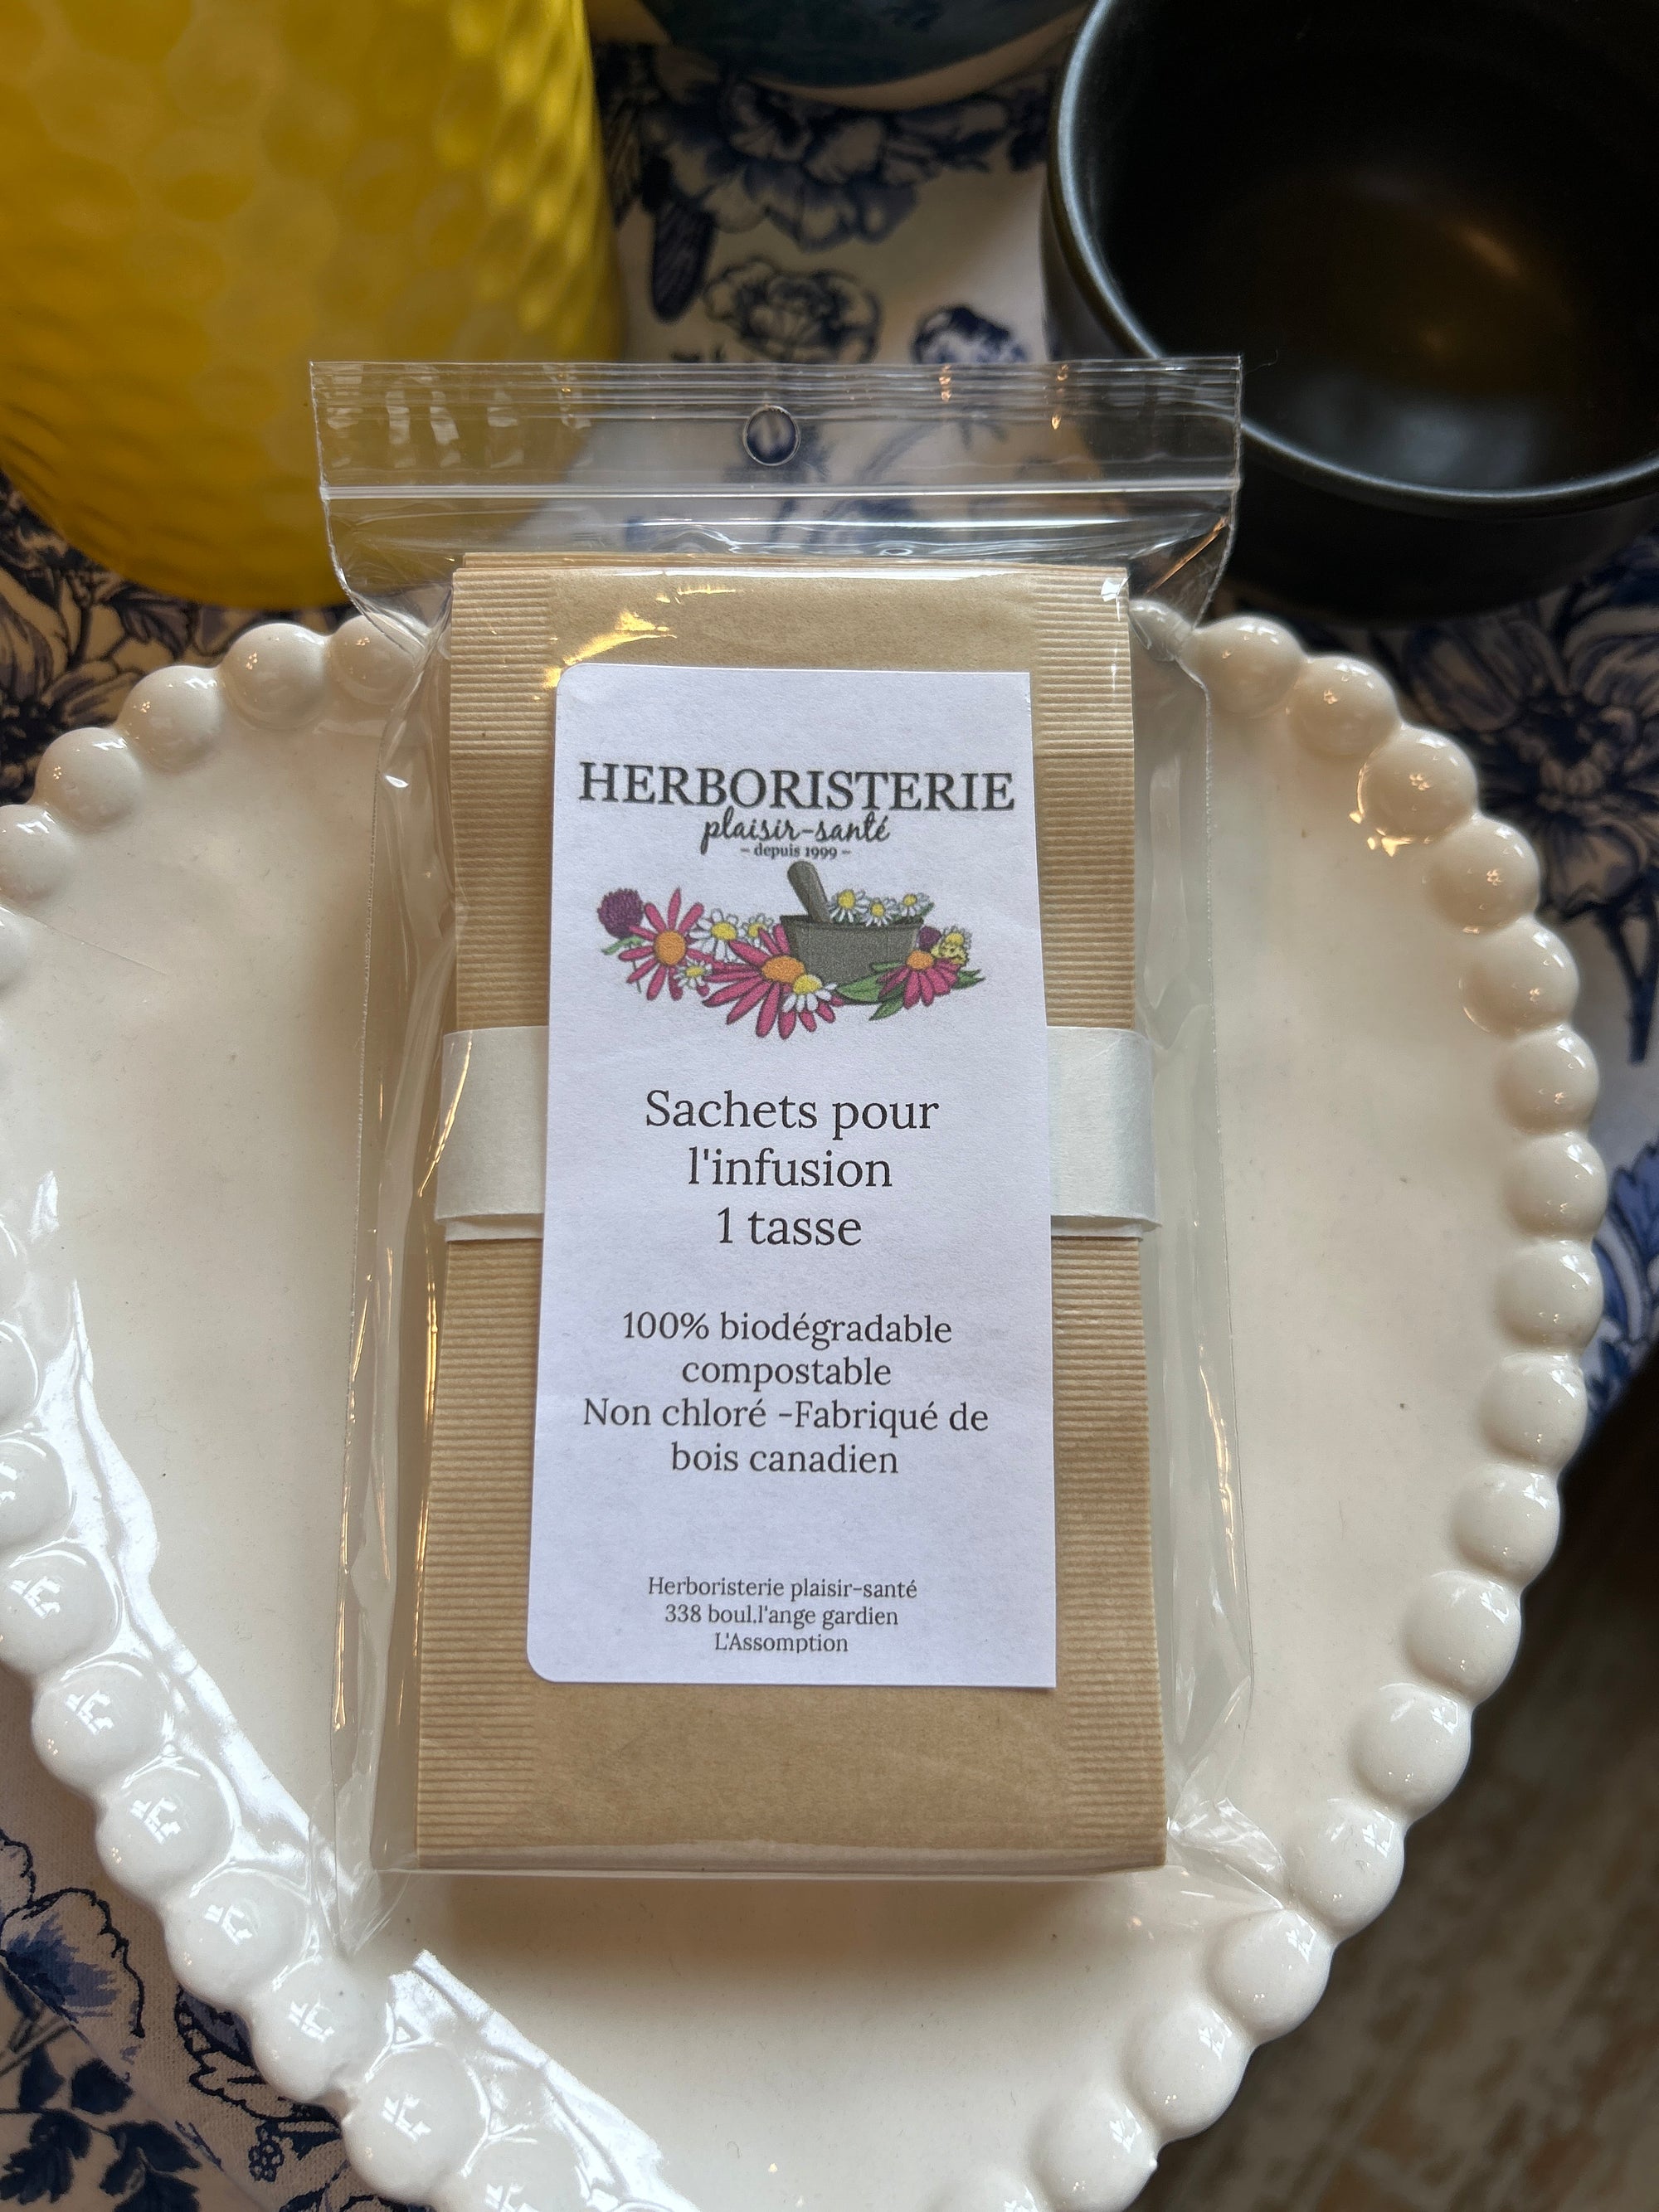 HERBORISTERIE
plaisir-santé
- depuis 1999 -
Sachets pour
l'infusion
1 tasse
100% biodégradable
compostable
Non chloré -Fabriqué de
bois canadien
Herboristerie plaisir-santé
338 boul.l'ange gardien
L'Assomption